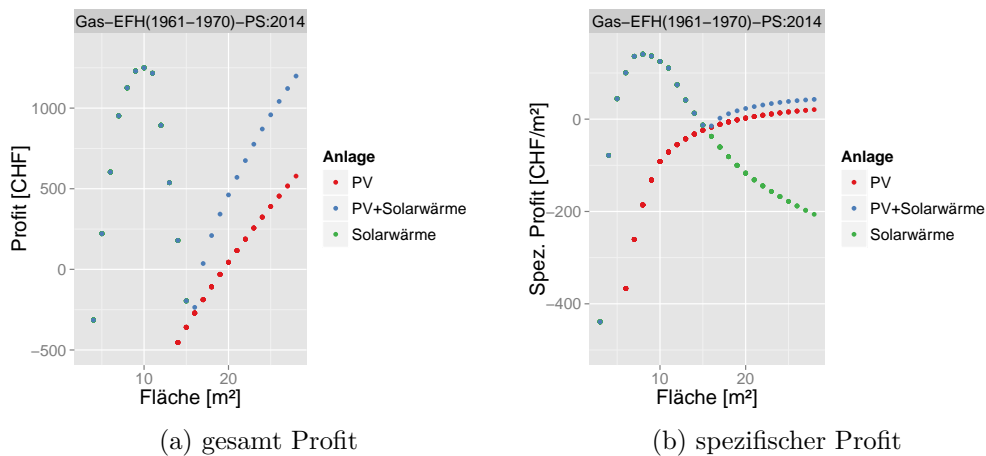 Gas−EFH(1961−1970)−PS:2014
Profit [CHF]
1000
500
0
−500
10
20
Fläche [m²]
Anlage
PV
PV+Solarwärme
Solarwärme
(a) gesamt Profit
Gas−EFH(1961−1970)−PS:2014
Spez. Profit [CHF/m²]
0
−200
−400
10
20
Fläche [m²]
Anlage
PV
PV+Solarwärme
Solarwärme
(b) spezifischer Profit